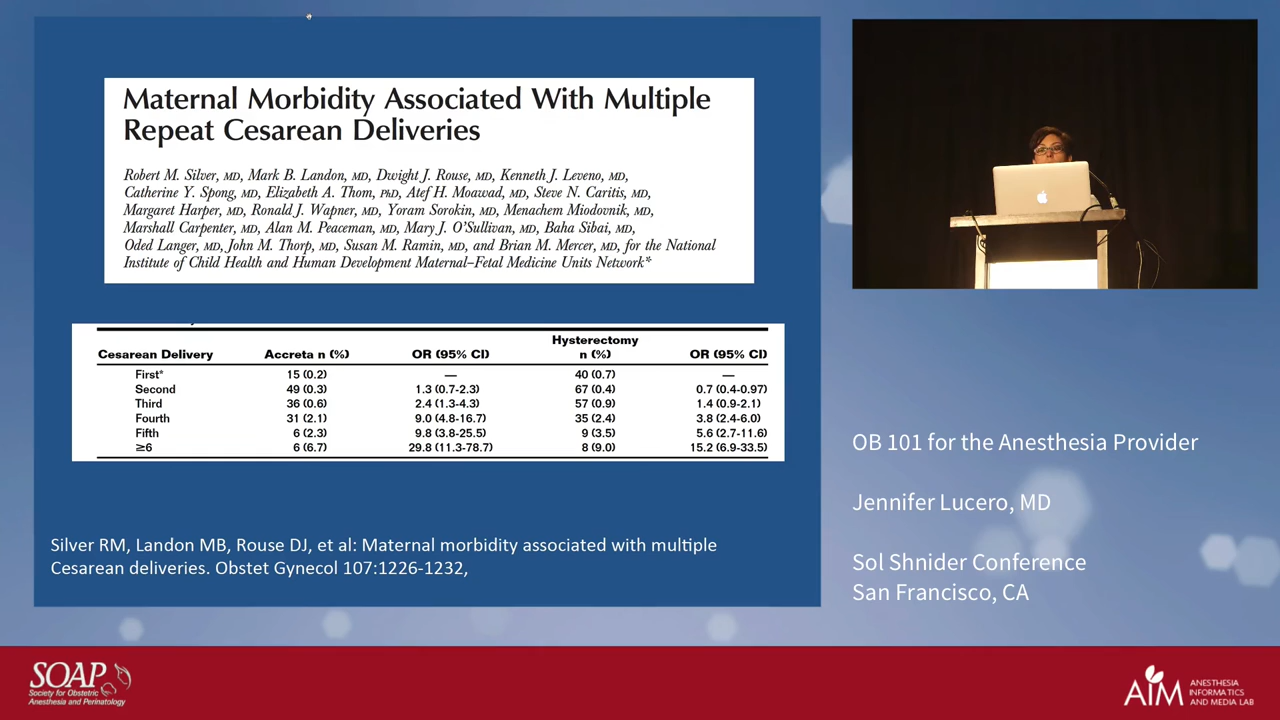 Maternal Morbidity Associated With Multiple
Repeat Cesarean Deliveries
Robert M. Silver, MD, Mark B. Landon, MD, Dwight J. Rouse, MD, Kenneth J. Leveno, MD,
Catherine Y. Spong, MD, Elizabeth A. Thom, PhD, Atef H. Moawad, MD, Steve N. Caritis, MD,
Margaret Harper, MD, Ronald J. Wapner, MD, Yoram Sorokin, MD, Menachem Miodovnik, MD,
Marshall Carpenter, MD, Alan M. Peaceman, MD, Mary J. O'Sullivan, MD, Baha Sibai, MD,
Oded Langer, MD, John M. Thorp, MD, Susan M. Ramin, MD, and Brian M. Mercer, MD, for the National
Institute of Child Health and Human Development Maternal–Fetal Medicine Units Network*
Cesarean Delivery Accreta n (%) OR (95% CI) Hysterectomy n (%) OR (95% CI)
First* 15 (0.2) — 40 (0.7) —
Second 49 (0.3) 1.3 (0.7-2.3) 67 (0.4) 0.7 (0.4-0.97)
Third 36 (0.6) 2.4 (1.3-4.3) 57 (0.9) 1.4 (0.9-2.1)
Fourth 31 (2.1) 9.0 (4.8-16.7) 35 (2.4) 3.8 (2.4-6.0)
Fifth 6 (2.3) 9.8 (3.8-25.5) 9 (3.5) 5.6 (2.7-11.6)
≥6 6 (6.7) 29.8 (11.3-78.7) 8 (9.0) 15.2 (6.9-33.5)
Silver RM, Landon MB, Rouse DJ, et al: Maternal morbidity associated with multiple
Cesarean deliveries. Obstet Gynecol 107:1226-1232,
OB 101 for the Anesthesia Provider
Jennifer Lucero, MD
Sol Shnider Conference
San Francisco, CA
SOAP
Society for Obstetric
Anesthesia and Perinatology
AIM
ANESTHESIA
INFORMATICS
AND MEDIA LAB